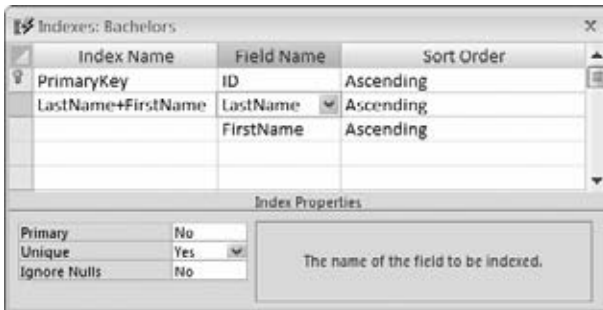 Indexes: Bachelors
Index Name Field Name Sort Order
PrimaryKey ID Ascending
LastName+FirstName LastName Ascending
FirstName Ascending
Index Properties
Primary No
Unique Yes
Ignore Nulls No
The name of the field to be indexed.